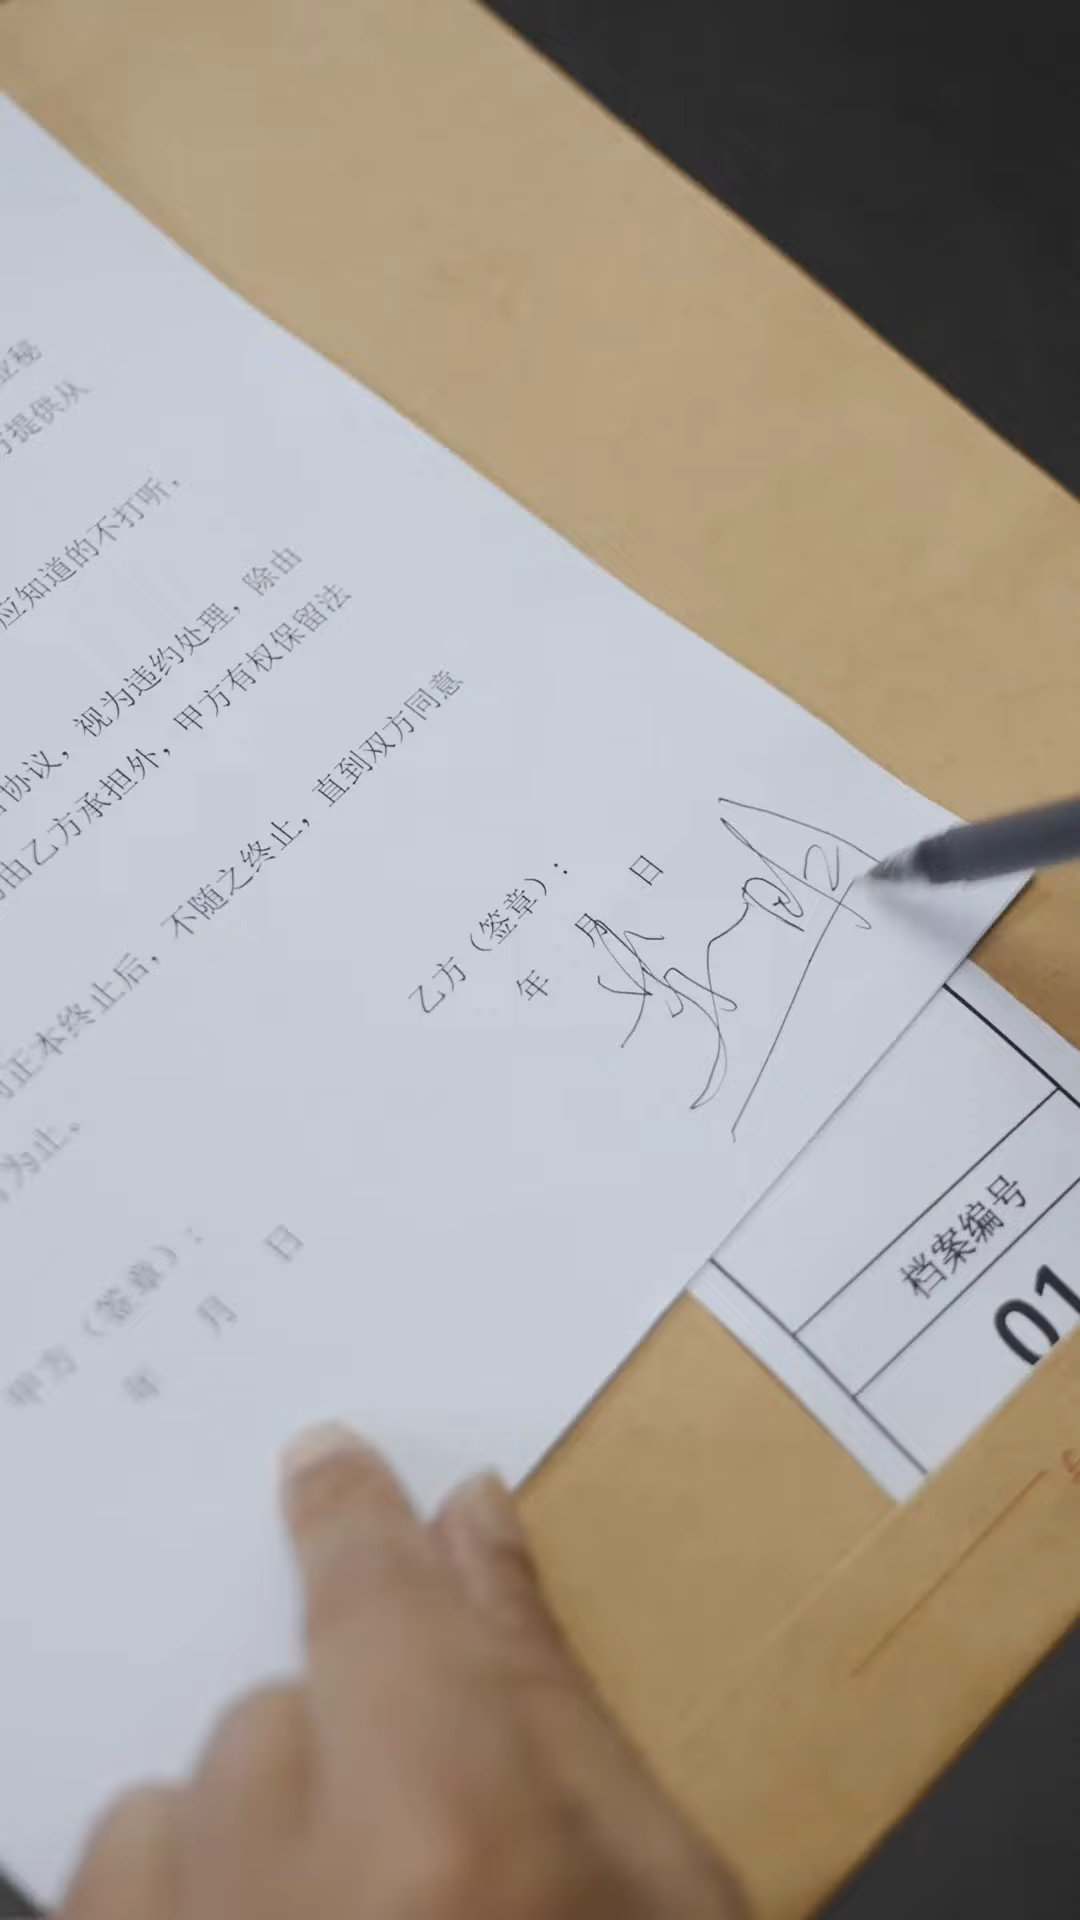 业秘
方提供从
应知道的不打听，
协议，视为违约处理，除由
由乙方承担外，甲方有权保留法
正本终止后，不随之终止，直到双方同意
为止。
乙方（签章）：
年 月 日
甲方（签章）：
年 月 日
档案编号
01